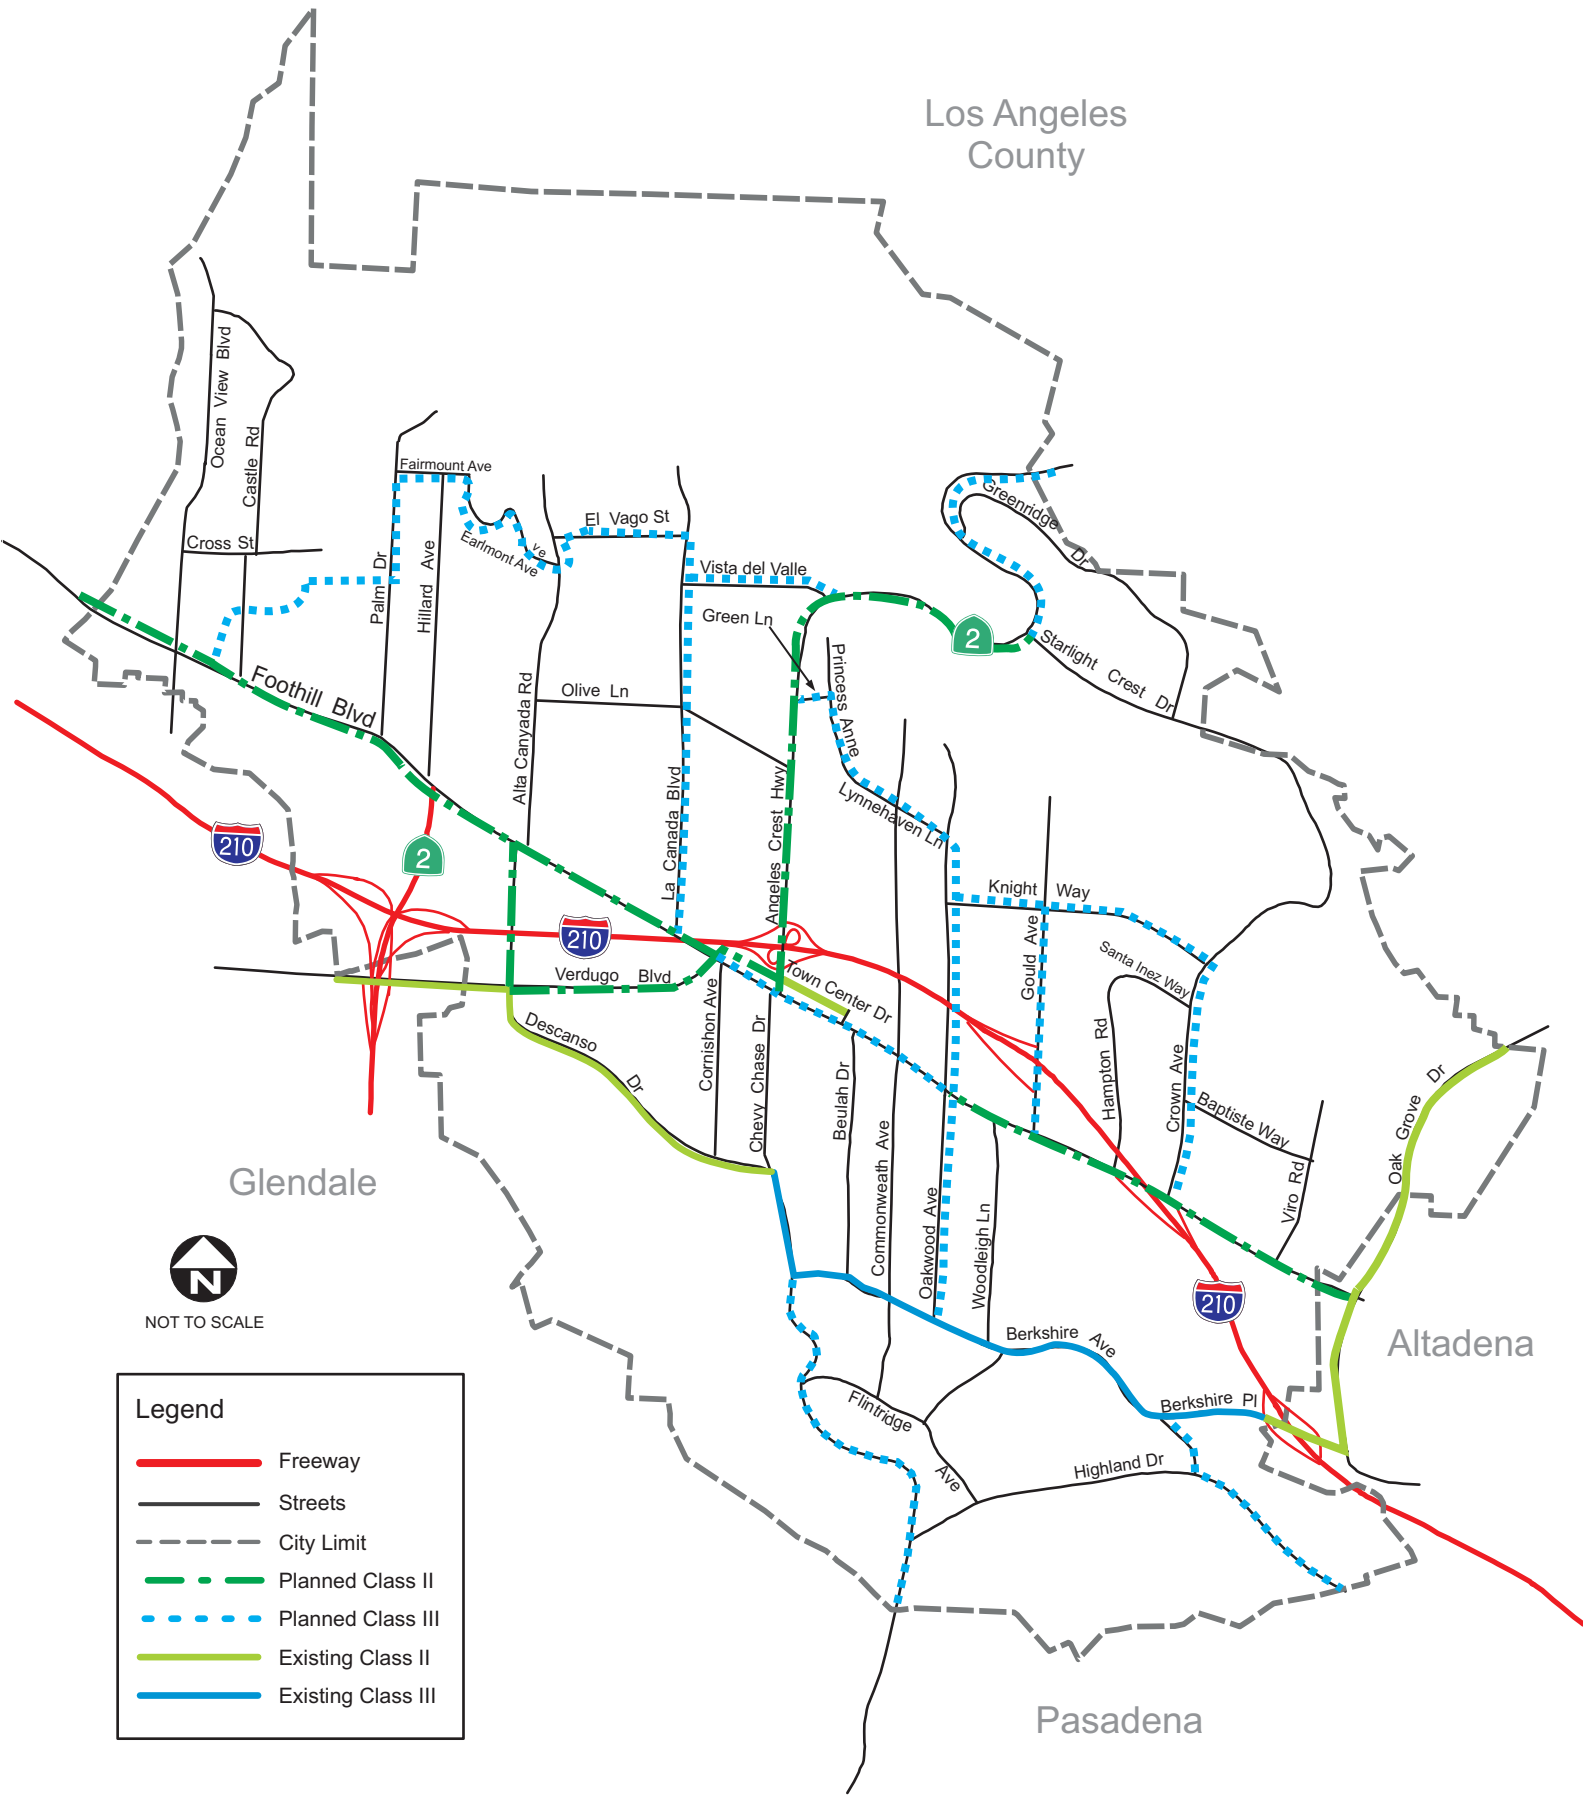 Los Angeles
County
Ocean View Blvd
Castle Rd
Cross St
Fairmount Ave
Palm Dr
Hillard Ave
Earlmont Ave
ve
El Vago St
Vista del Valle
Green Ln
Princess Anne
Greenridge
Dr
2
Starlight Crest Dr
Foothill Blvd
Olive Ln
Alta Canyada Rd
La Canada Blvd
Angeles Crest Hwy
Lynnehaven Ln
210
2
210
Knight Way
Gould Ave
Santa Inez Way
Verdugo Blvd
Town Center Dr
Descanso
Dr
Cornishon Ave
Chevy Chase Dr
Beulah Dr
Commonweath Ave
Oakwood Ave
Woodleigh Ln
Hampton Rd
Crown Ave
Baptiste Way
Viro Rd
Oak Grove Dr
Glendale
N
NOT TO SCALE
210
Altadena
Berkshire Ave
Berkshire Pl
Flintridge
Ave
Highland Dr
Pasadena
Legend
Freeway
Streets
City Limit
Planned Class II
Planned Class III
Existing Class II
Existing Class III